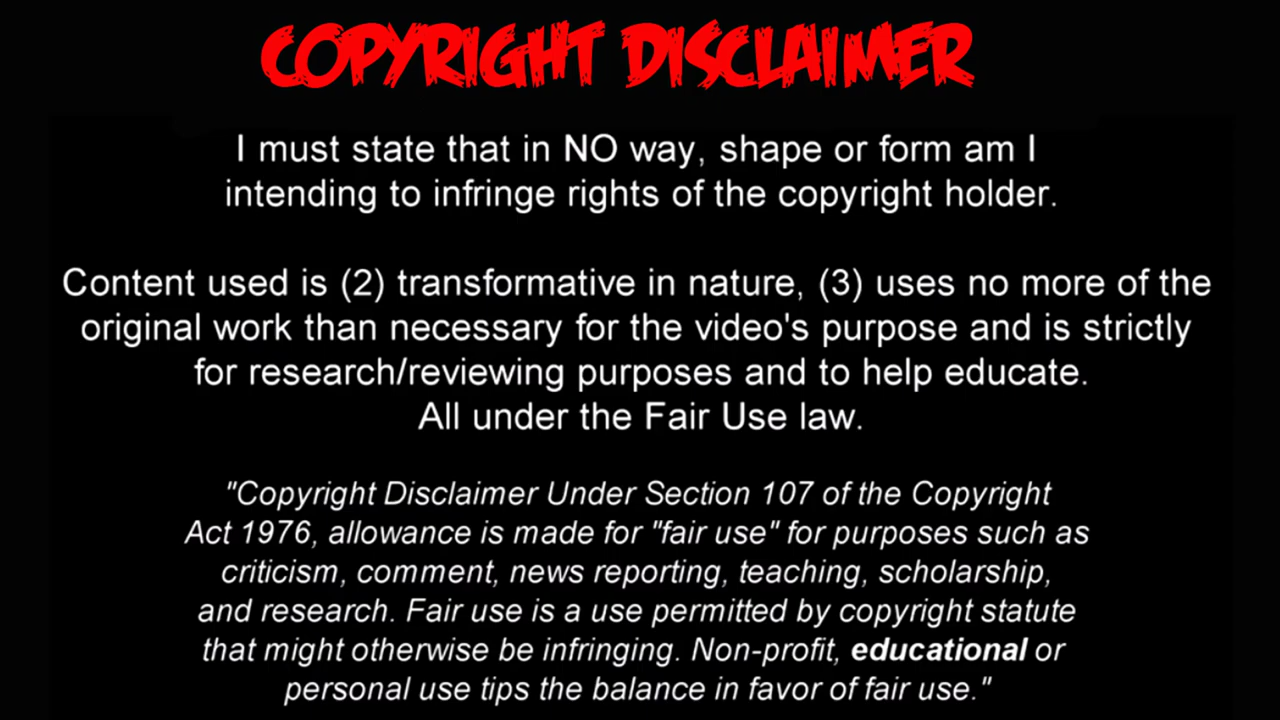 COPYRIGHT DISCLAIMER
I must state that in NO way, shape or form am I
intending to infringe rights of the copyright holder.
Content used is (2) transformative in nature, (3) uses no more of the
original work than necessary for the video's purpose and is strictly
for research/reviewing purposes and to help educate.
All under the Fair Use law.
"Copyright Disclaimer Under Section 107 of the Copyright
Act 1976, allowance is made for "fair use" for purposes such as
criticism, comment, news reporting, teaching, scholarship,
and research. Fair use is a use permitted by copyright statute
that might otherwise be infringing. Non-profit, educational or
personal use tips the balance in favor of fair use."